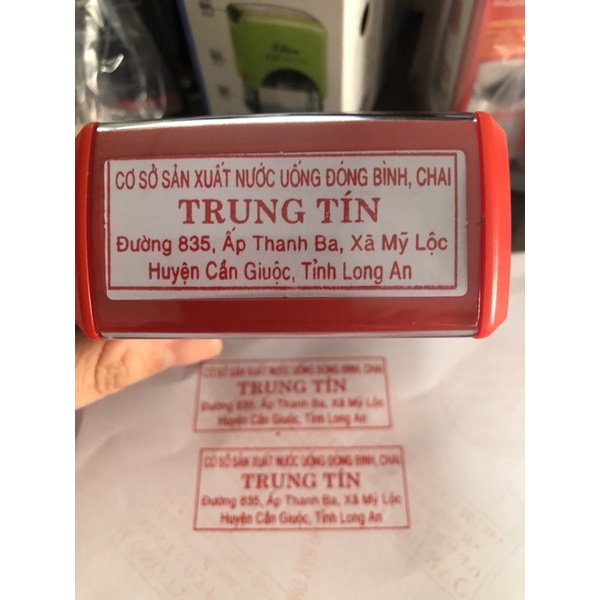 CƠ SỞ SẢN XUẤT NƯỚC UỐNG ĐÓNG BÌNH, CHAI
TRUNG TÍN
Đường 835, Ấp Thanh Ba, Xã Mỹ Lộc
Huyện Cần Giuộc, Tỉnh Long An
CƠ SỞ SẢN XUẤT NƯỚC UỐNG ĐÓNG BÌNH, CHAI
TRUNG TÍN
Đường 835, Ấp Thanh Ba, Xã Mỹ Lộc
Huyện Cần Giuộc, Tỉnh Long An
CƠ SỞ SẢN XUẤT NƯỚC UỐNG ĐÓNG BÌNH, CHAI
TRUNG TÍN
Đường 835, Ấp Thanh Ba, Xã Mỹ Lộc
Huyện Cần Giuộc, Tỉnh Long An